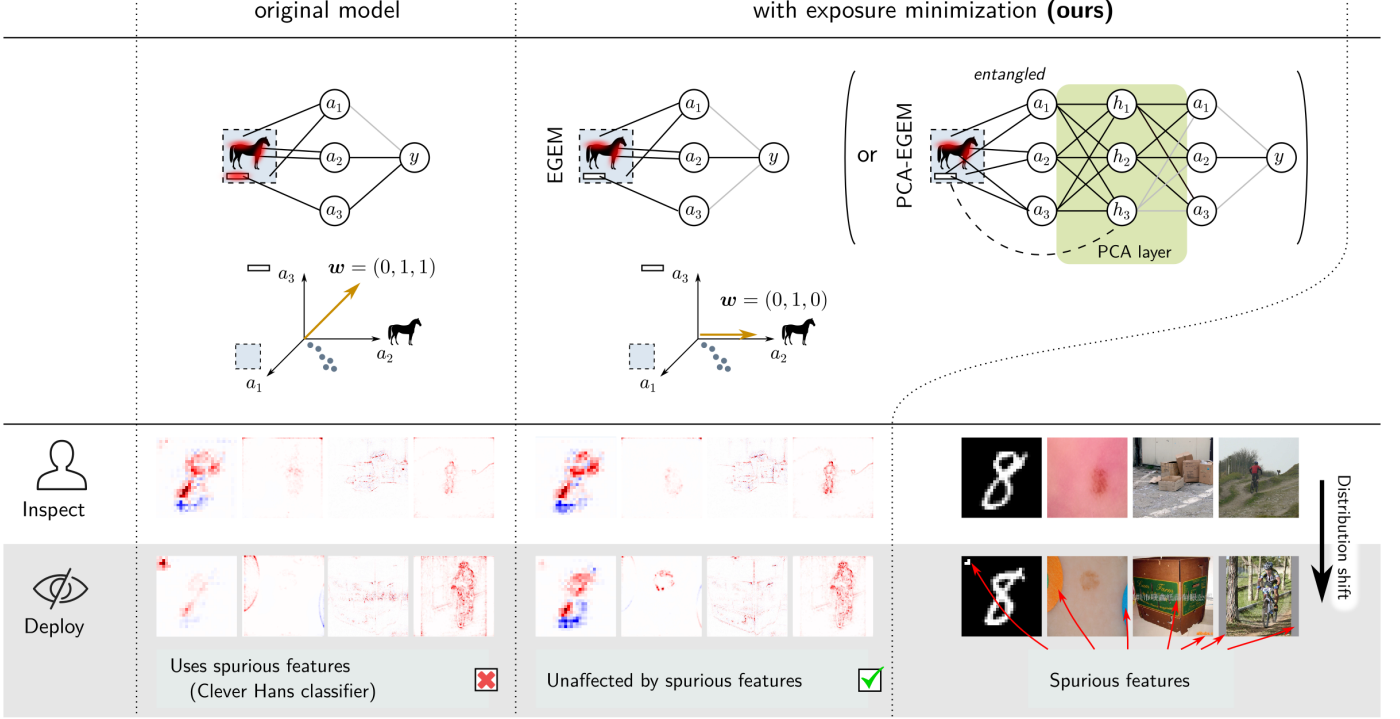 original model
with exposure minimization (ours)
a1
a2
a3
y
EGEM
a1
a2
a3
y
or
PCA-EGEM
entangled
a1
a2
a3
h1
h2
h3
a1
a2
a3
y
PCA layer
a3
w = (0, 1, 1)
a2
a1
a3
w = (0, 1, 0)
a2
a1
Inspect
Distribution shift
Deploy
Uses spurious features
(Clever Hans classifier)
Unaffected by spurious features
Spurious features